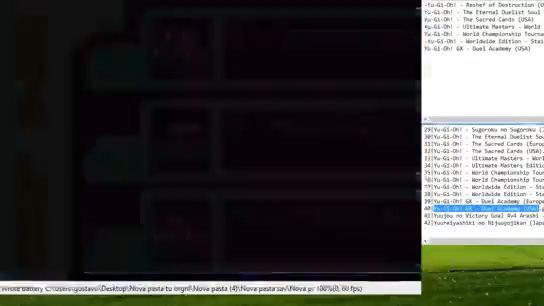 -Yu-Gi-Oh! - Reshef of Destruction (U
Yu-Gi-Oh! - The Eternal Duelist Soul
Yu-Gi-Oh! - The Sacred Cards (USA)
Yu-Gi-Oh! - Ultimate Masters - World
Yu-Gi-Oh! - World Championship Tourna
-Yu-Gi-Oh! - Worldwide Edition - Stai
Yu-Gi-Oh! GX - Duel Academy (USA)
29(Yu-Gi-Oh! - Sugoroku no Sugoroku (J
30(Yu-Gi-Oh! - The Eternal Duelist Sou
31(Yu-Gi-Oh! - The Sacred Cards (Europ
32(Yu-Gi-Oh! - The Sacred Cards (USA).
33(Yu-Gi-Oh! - Ultimate Masters - Worl
34(Yu-Gi-Oh! - Ultimate Masters Editi
35(Yu-Gi-Oh! - World Championship Tour
36(Yu-Gi-Oh! - World Championship Tour
37(Yu-Gi-Oh! - Worldwide Edition - Sta
38(Yu-Gi-Oh! - Worldwide Edition - Sta
39(Yu-Gi-Oh! GX - Duel Academy (Europe
40(Yu-Gi-Oh! GX - Duel Academy (USA)
41(Yuujou no Victory Goal 4v4 Arashi -
42(Yuureiyashiki no Nijuuyojikan (Japa
Wrote Battery C:\Users\gustavo\Desktop\Nova pasta tu orgnl\Nova pasta (4)\Nova pasta sav\Nova p: 100%(0, 60 fps)